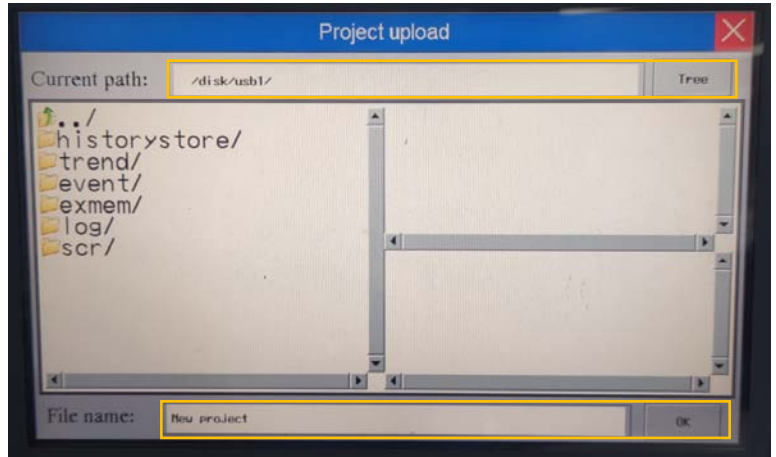 Project upload
Current path: /disk/usb1/ Tree
../
historystore/
trend/
event/
exmem/
log/
scr/
File name: New project OK